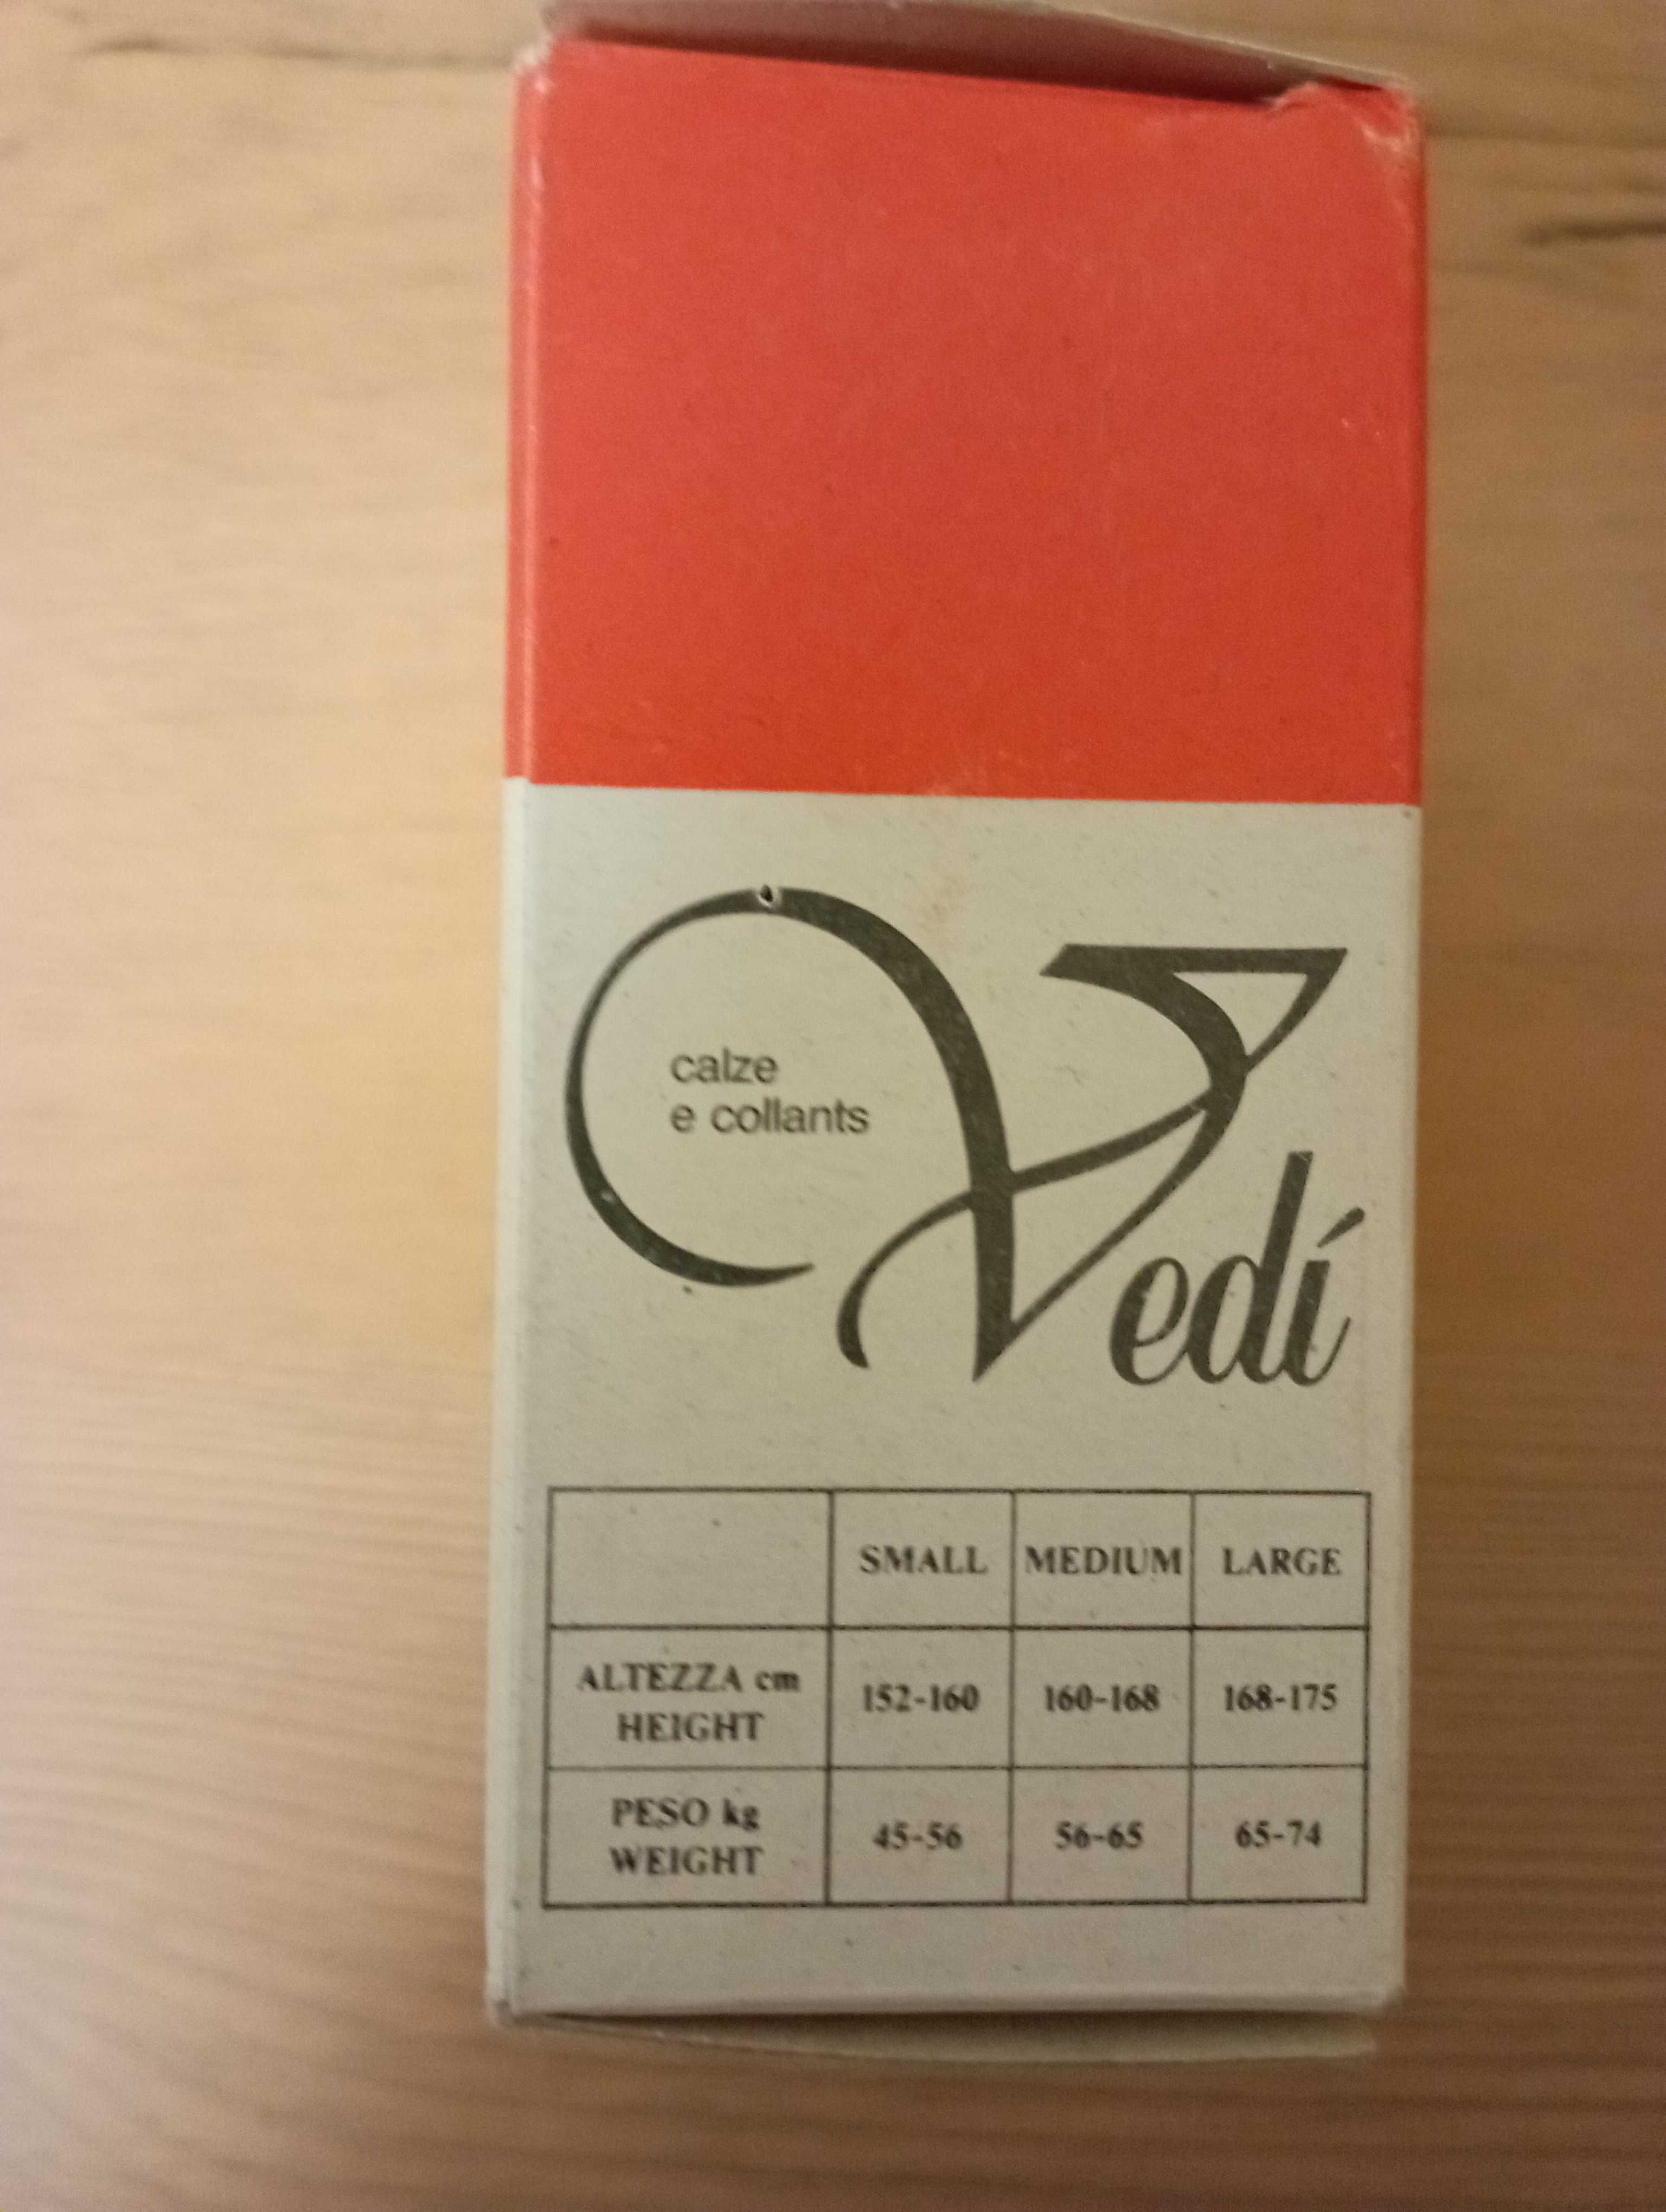 calze
e collants
Vedí
SMALL MEDIUM LARGE
ALTEZZA cm
HEIGHT
152-160 160-168 168-175
PESO kg
WEIGHT
45-56 56-65 65-74